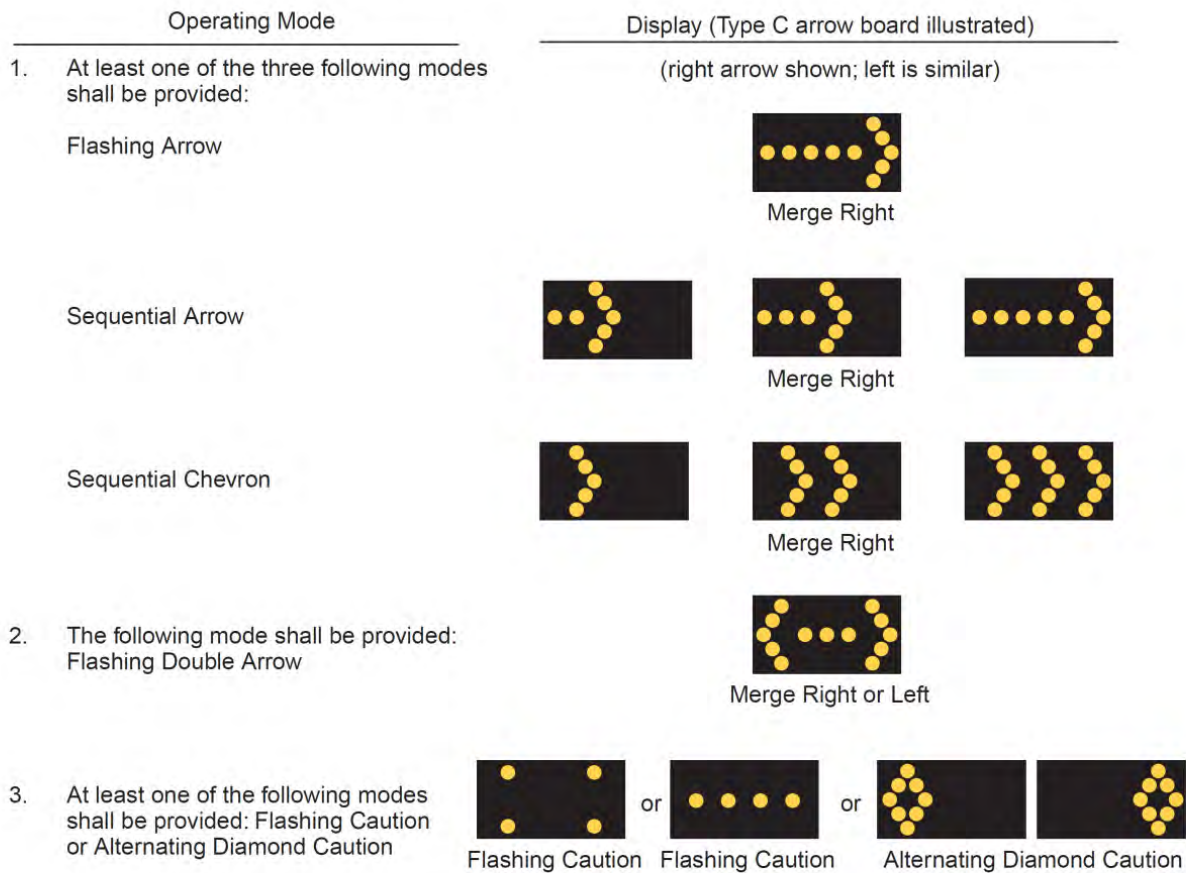 Operating Mode
Display (Type C arrow board illustrated)
1. At least one of the three following modes
shall be provided:
(right arrow shown; left is similar)
Flashing Arrow
Merge Right
Sequential Arrow
Merge Right
Sequential Chevron
Merge Right
2. The following mode shall be provided:
Flashing Double Arrow
Merge Right or Left
3. At least one of the following modes
shall be provided: Flashing Caution
or Alternating Diamond Caution
or
or
Flashing Caution
Flashing Caution
Alternating Diamond Caution